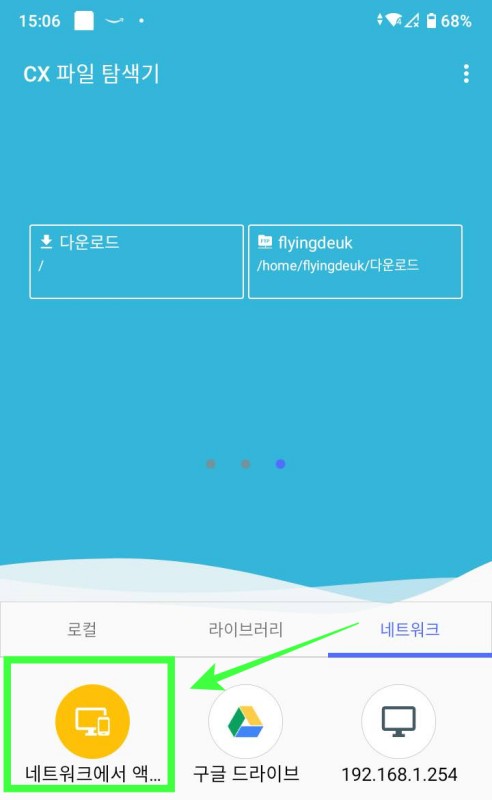 15:06 68%
CX 파일 탐색기
다운로드
/
FTP flyingdeuk
/home/flyingdeuk/다운로드
로컬 라이브러리 네트워크
네트워크에서 액... 구글 드라이브 192.168.1.254